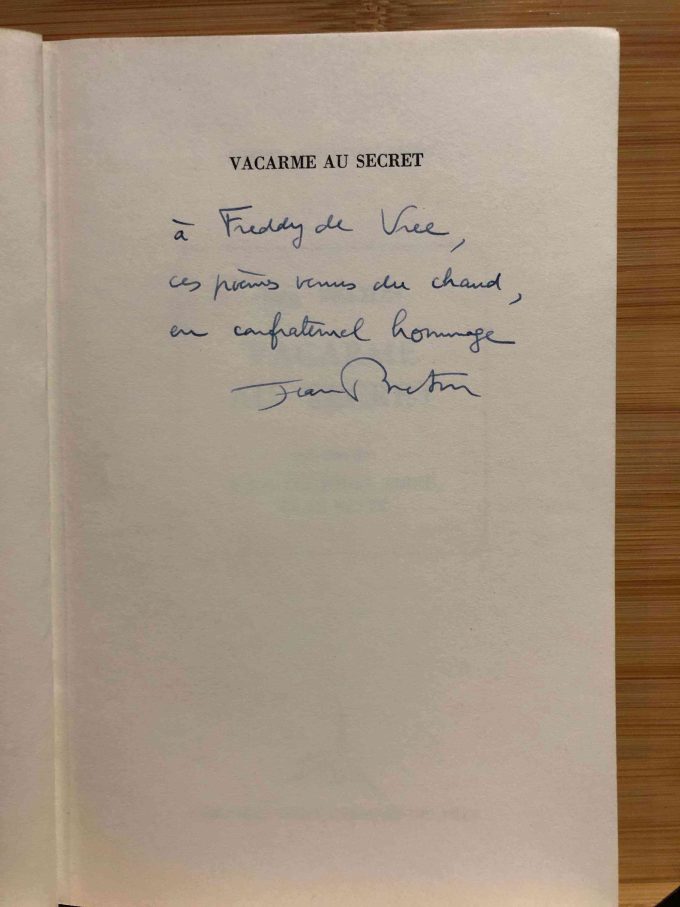 VACARME AU SECRET
à Freddy de Vree,
ces poèmes venus du chaud,
en confraternel hommage
Jean Breton